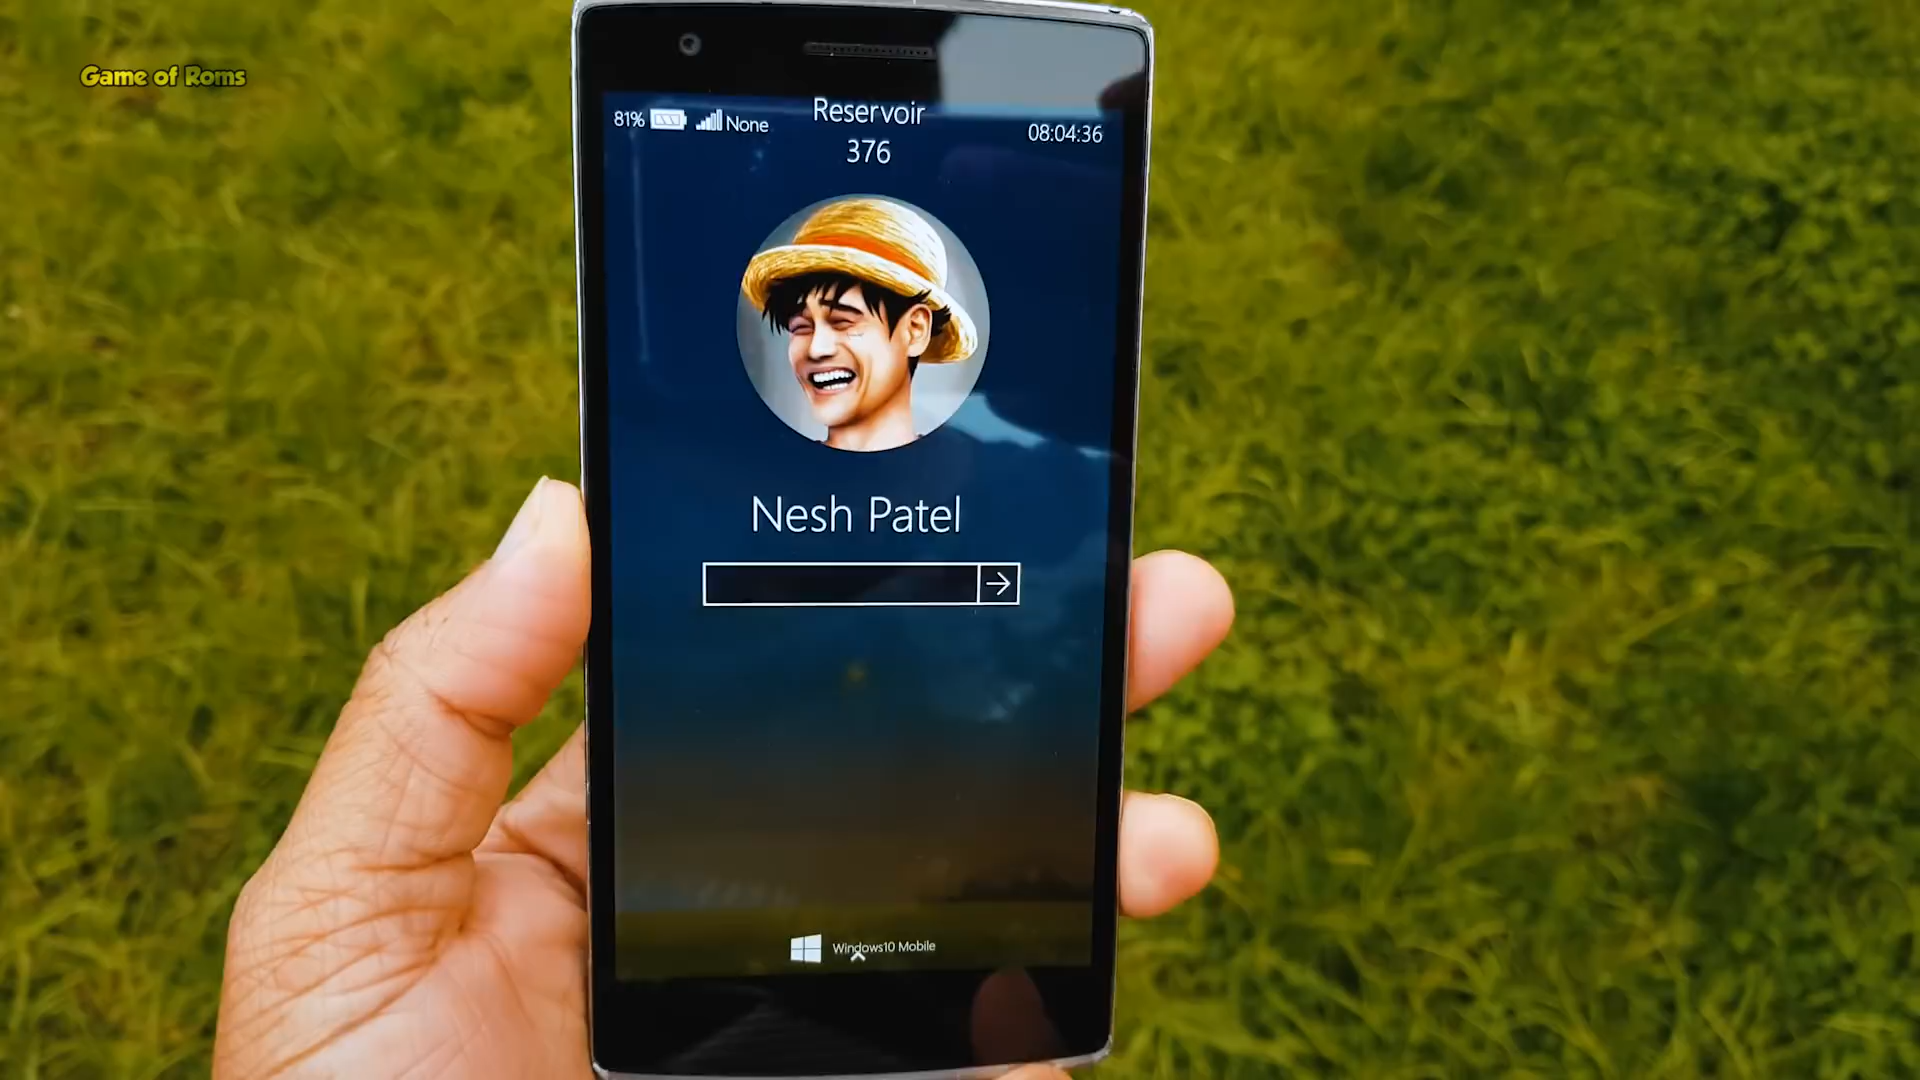 Game of Roms
81%
None
Reservoir
376
08:04:36
Nesh Patel
Windows10 Mobile